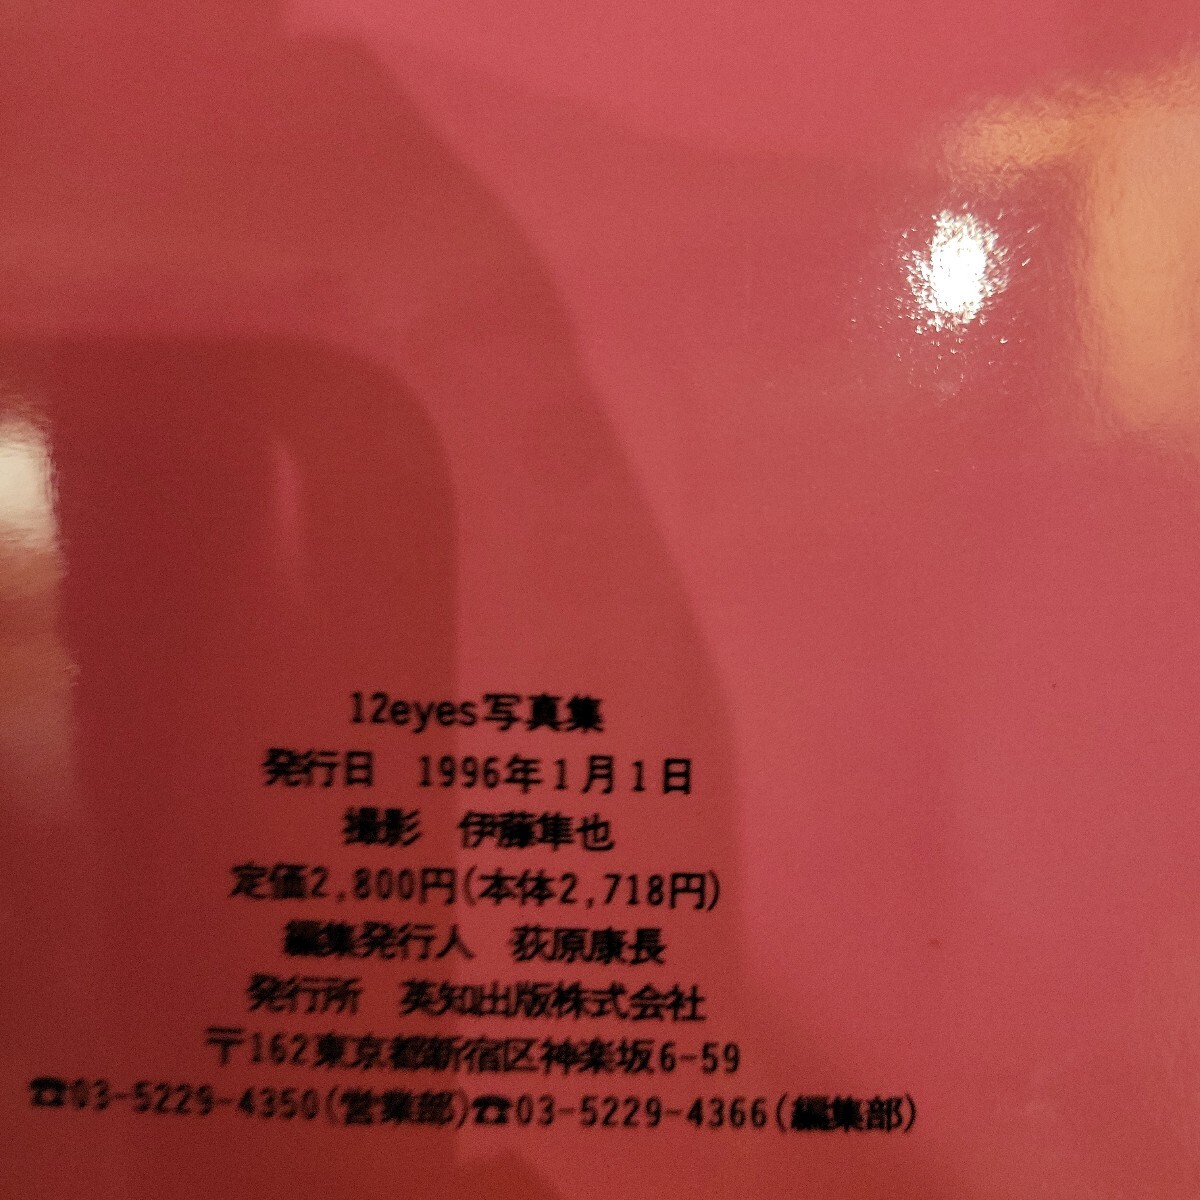 12eyes写真集
発行日　1996年1月1日
撮影　伊藤隼也
定価2,800円(本体2,718円)
編集発行人　荻原康長
発行所　英知出版株式会社
〒162東京都新宿区神楽坂6-59
☎03-5229-4350(営業部)☎03-5229-4366(編集部)